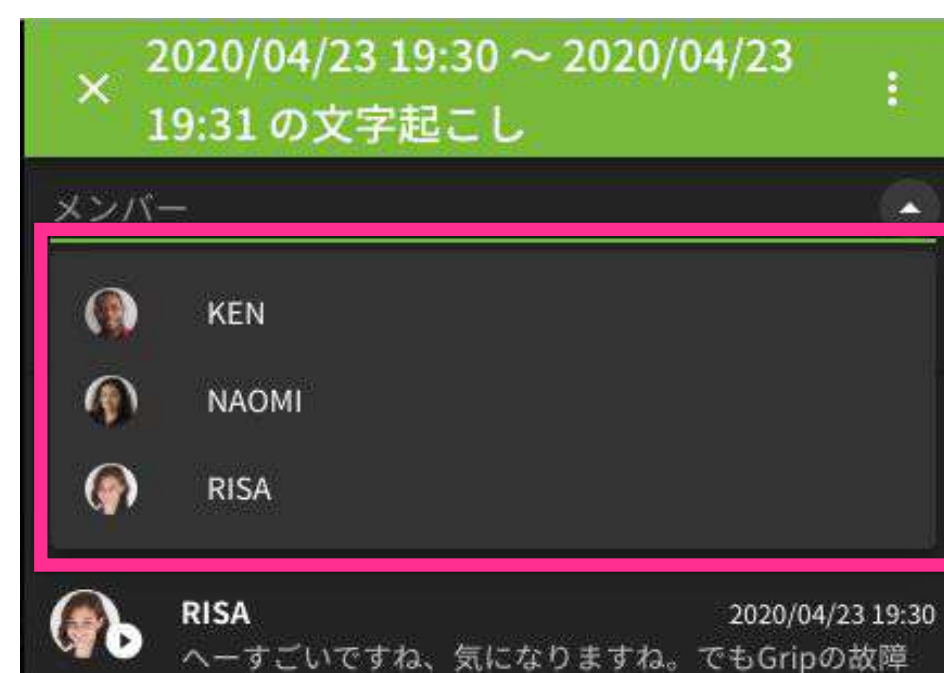 2020/04/23 19:30 ～ 2020/04/23
19:31 の文字起こし
メンバー
KEN
NAOMI
RISA
RISA 2020/04/23 19:30
へーすごいですね、気になりますね。でもGripの故障